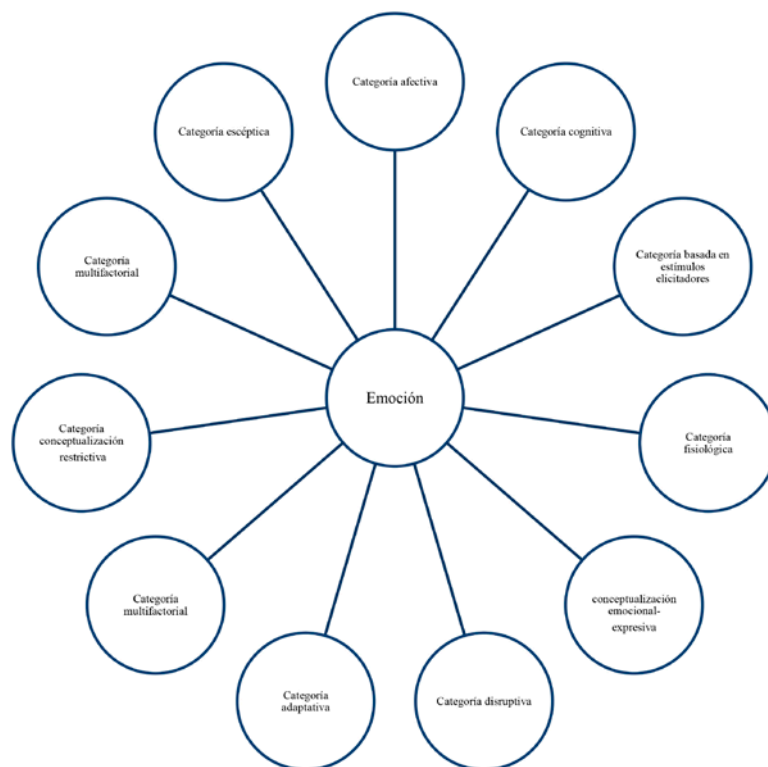 Categoría afectiva
Categoría escéptica
Categoría cognitiva
Categoría
multifactorial
Categoría basada en
estímulos
elicitadores
Emoción
Categoría
conceptualización
restrictiva
Categoría
fisiológica
Categoría
multifactorial
conceptualización
emocional-
expresiva
Categoría
adaptativa
Categoría disruptiva